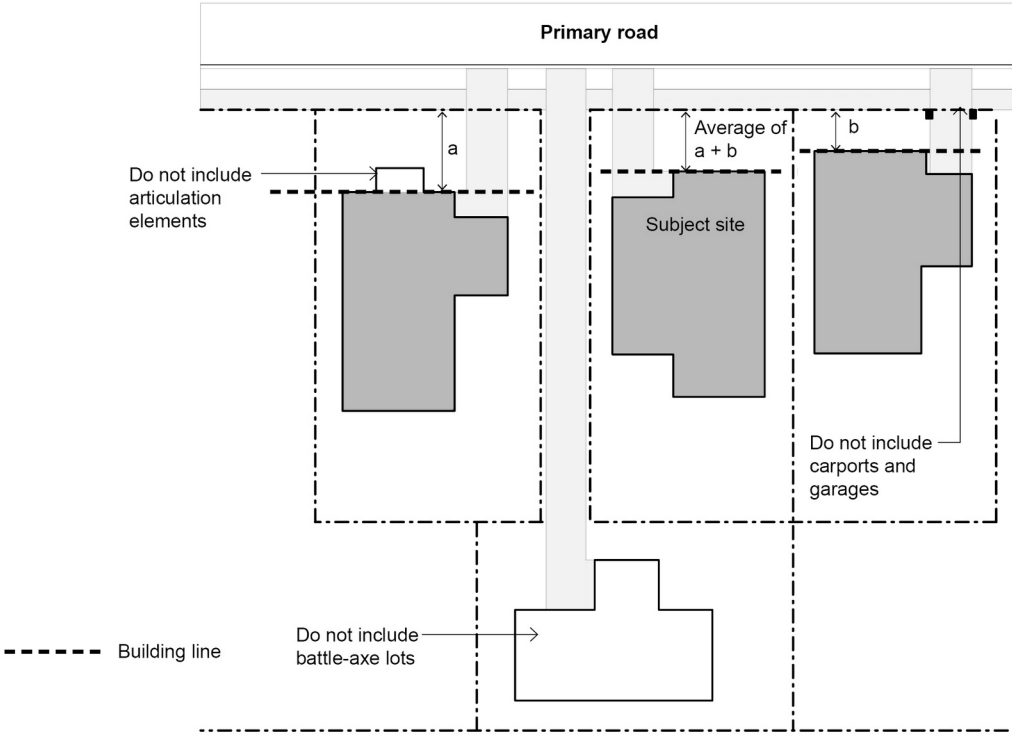 Primary road
a
Average of
a + b
b
Do not include
articulation
elements
Subject site
Do not include
carports and
garages
Do not include
battle-axe lots
Building line